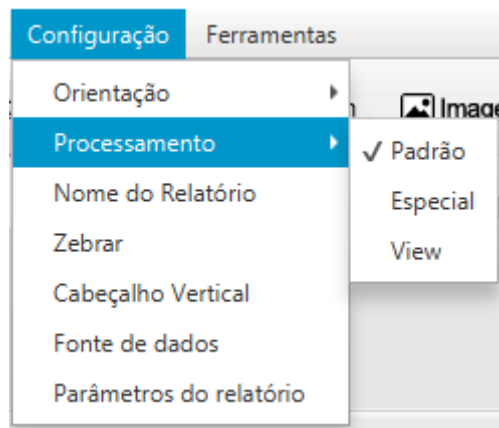 Configuração Ferramentas
Orientação
Image
Processamento
Padrão
Nome do Relatório
Especial
Zebrar
View
Cabeçalho Vertical
Fonte de dados
Parâmetros do relatório